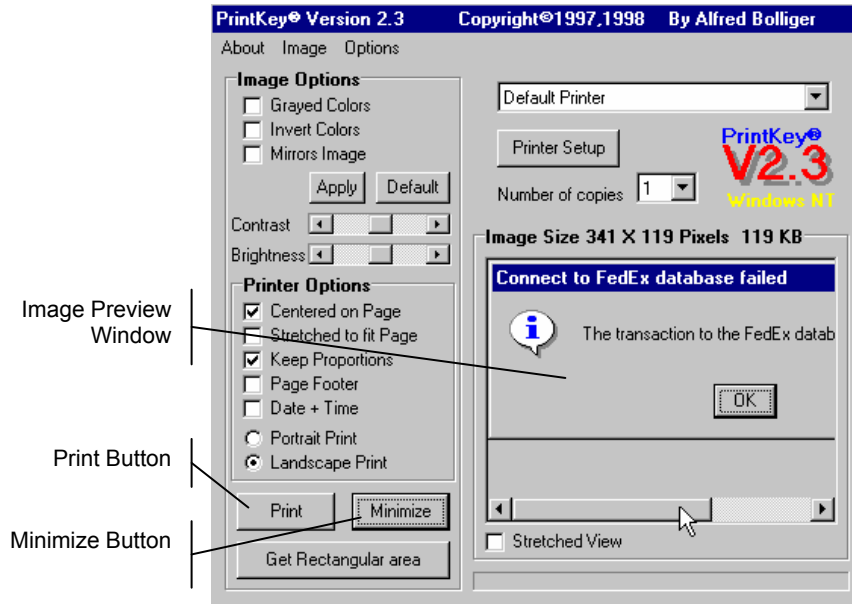 PrintKey® Version 2.3 Copyright©1997,1998 By Alfred Bolliger
About Image Options
Image Options
Grayed Colors
Invert Colors
Mirrors Image
Apply Default
Contrast
Brightness
Printer Options
Centered on Page
Stretched to fit Page
Keep Proportions
Page Footer
Date + Time
Portrait Print
Landscape Print
Print Minimize
Get Rectangular area
Default Printer
Printer Setup
Number of copies 1
PrintKey®
V2.3
Windows NT
Image Size 341 X 119 Pixels 119 KB
Connect to FedEx database failed
i
The transaction to the FedEx datab
OK
Stretched View
Image Preview
Window
Print Button
Minimize Button